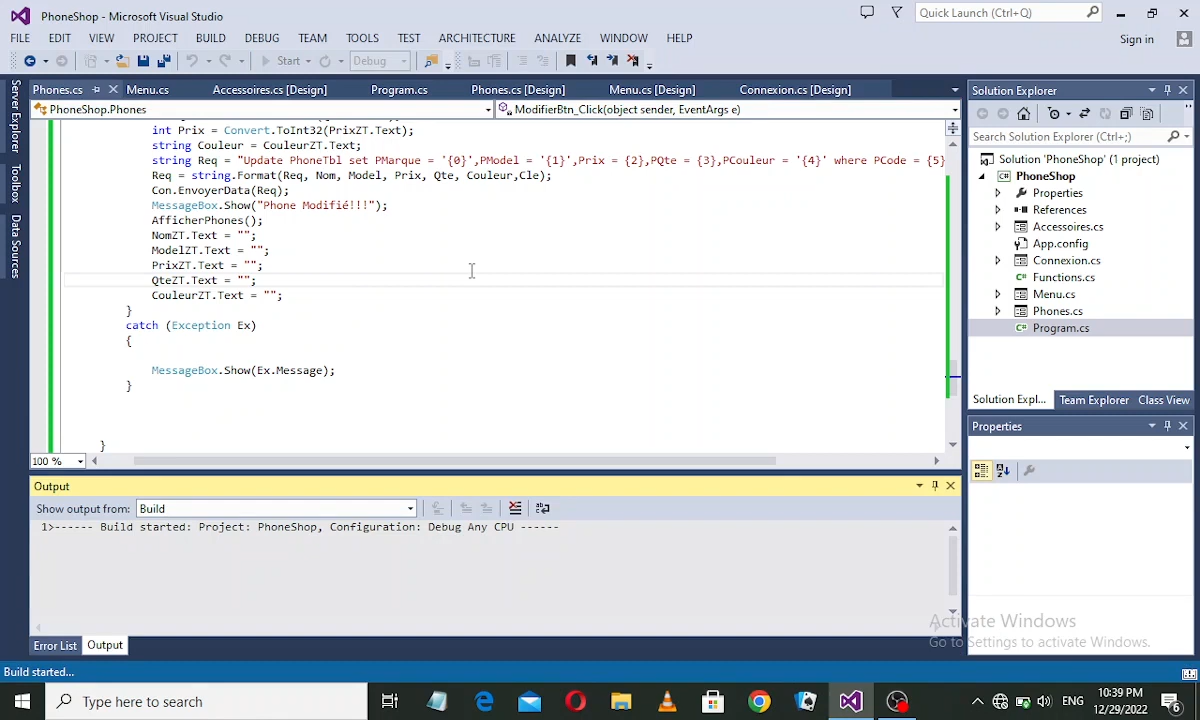 PhoneShop - Microsoft Visual Studio
Quick Launch (Ctrl+Q)
FILE EDIT VIEW PROJECT BUILD DEBUG TEAM TOOLS TEST ARCHITECTURE ANALYZE WINDOW HELP
Sign in
Start
Debug
Server Explorer
Toolbox
Data Sources
Phones.cs
Menu.cs
Accessoires.cs [Design]
Program.cs
Phones.cs [Design]
Menu.cs [Design]
Connexion.cs [Design]
PhoneShop.Phones
ModifierBtn_Click(object sender, EventArgs e)
int Prix = Convert.ToInt32(PrixZT.Text);
string Couleur = CouleurZT.Text;
string Req = "Update PhoneTbl set PMarque = '{0}',PModel = '{1}',Prix = {2},PQte = {3},PCouleur = '{4}' where PCode = {5}
Req = string.Format(Req, Nom, Model, Prix, Qte, Couleur,Cle);
Con.EnvoyerData(Req);
MessageBox.Show("Phone Modifié!!!");
AfficherPhones();
NomZT.Text = "";
ModelZT.Text = "";
PrixZT.Text = "";
QteZT.Text = "";
CouleurZT.Text = "";
}
catch (Exception Ex)
{
MessageBox.Show(Ex.Message);
}
}
100 %
Output
Show output from: Build
1>------ Build started: Project: PhoneShop, Configuration: Debug Any CPU ------
Error List
Output
Solution Explorer
Search Solution Explorer (Ctrl+;)
Solution 'PhoneShop' (1 project)
PhoneShop
Properties
References
Accessoires.cs
App.config
Connexion.cs
Functions.cs
Menu.cs
Phones.cs
Program.cs
Solution Expl...
Team Explorer
Class View
Properties
Activate Windows
Go to Settings to activate Windows.
Build started...
Type here to search
ENG
10:39 PM
12/29/2022
6